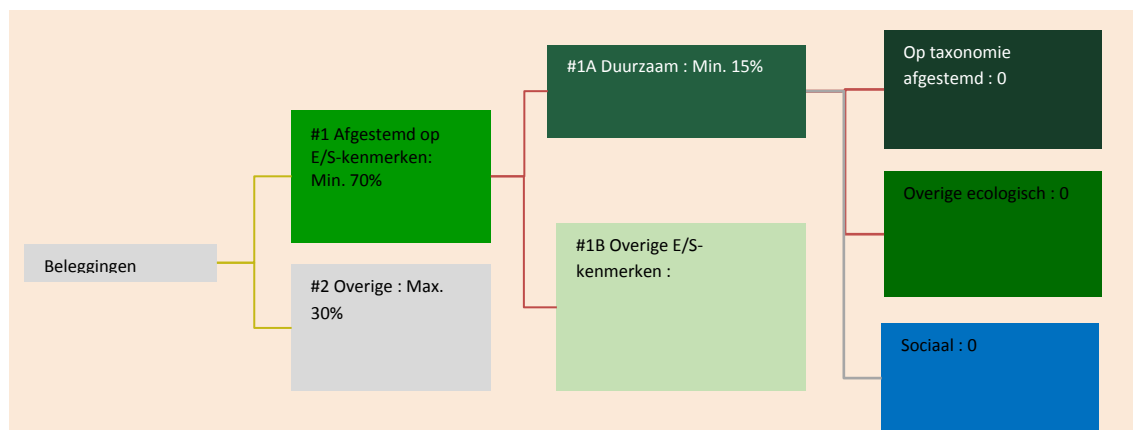 Beleggingen
#1 Afgestemd op
E/S-kenmerken:
Min. 70%
#2 Overige : Max.
30%
#1A Duurzaam : Min. 15%
#1B Overige E/S-
kenmerken :
Op taxonomie
afgestemd : 0
Overige ecologisch : 0
Sociaal : 0